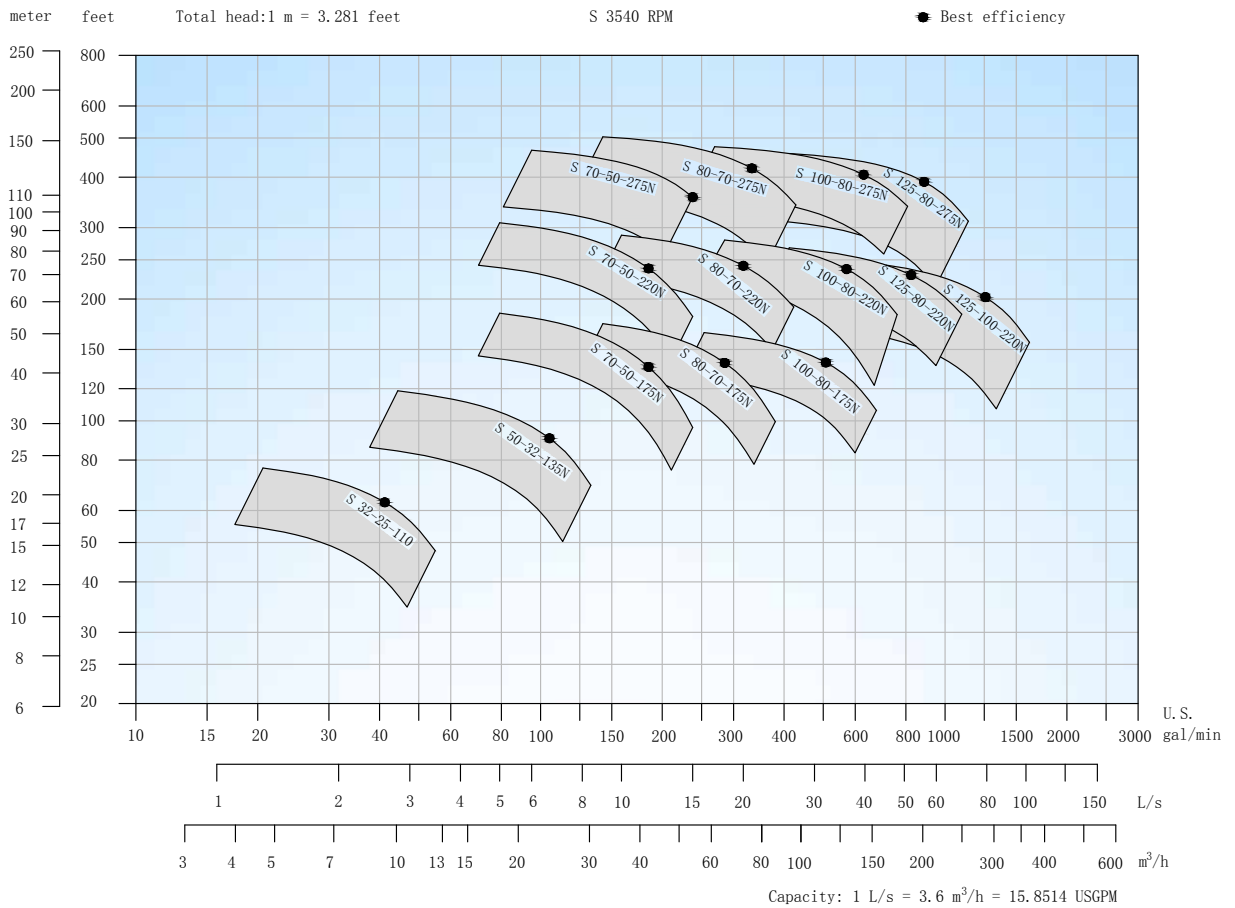 meter feet Total head:1 m = 3.281 feet S 3540 RPM Best efficiency
250 800
200 600
150 500
110 400
100 300
90 250
80 200
70 150
60 120
50 100
40 80
30 60
25 50
20 40
17 30
15 25
12 20
10
8
6
S 70-50-275N
S 80-70-275N
S 100-80-275N
S 125-80-275N
S 70-50-220N
S 80-70-220N
S 100-80-220N
S 125-80-220N
S 125-100-220N
S 70-50-175N
S 80-70-175N
S 100-80-175N
S 50-32-135N
S 32-25-110
10 15 20 30 40 60 80 100 150 200 300 400 600 800 1000 1500 2000 3000 U.S.
gal/min
1 2 3 4 5 6 8 10 15 20 30 40 50 60 80 100 150 L/s
3 4 5 7 10 13 15 20 30 40 60 80 100 150 200 300 400 600 m³/h
Capacity: 1 L/s = 3.6 m³/h = 15.8514 USGPM